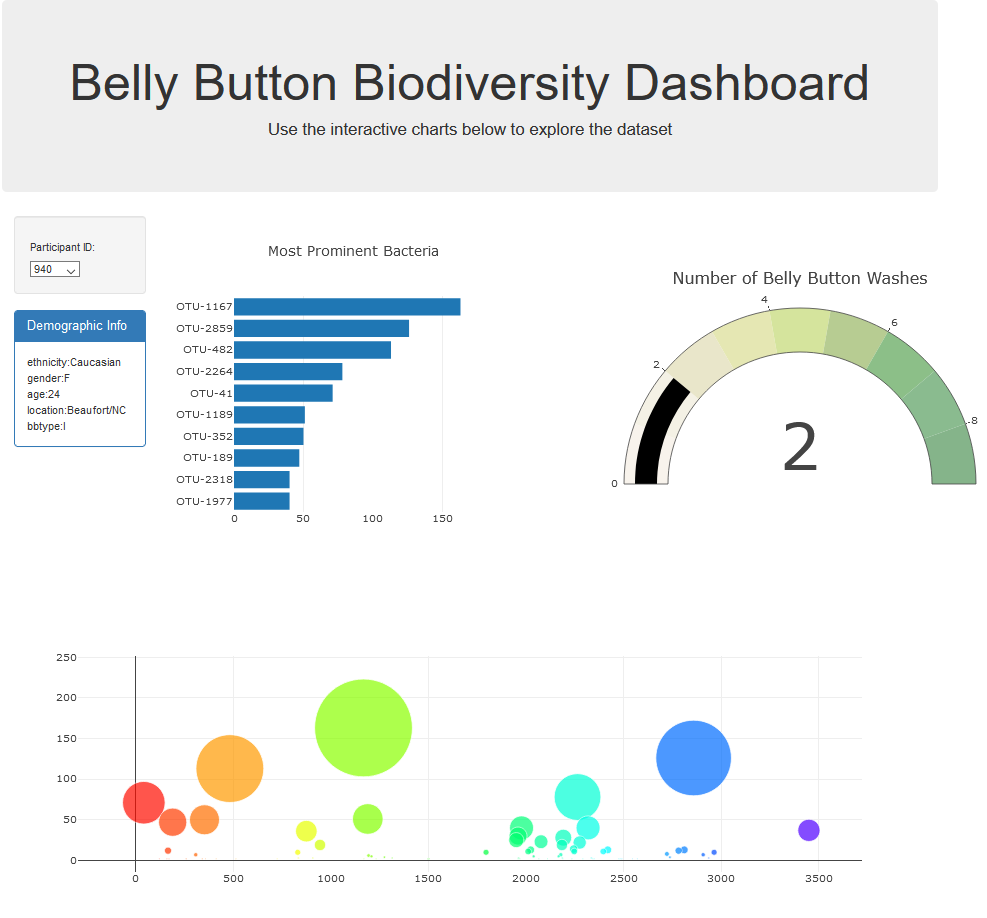 Belly Button Biodiversity Dashboard
Use the interactive charts below to explore the dataset
Participant ID:
940
Demographic Info
ethnicity:Caucasian
gender:F
age:24
location:Beaufort/NC
bbtype:I
Most Prominent Bacteria
OTU-1167
OTU-2859
OTU-482
OTU-2264
OTU-41
OTU-1189
OTU-352
OTU-189
OTU-2318
OTU-1977
0 50 100 150
Number of Belly Button Washes
0
2
4
6
8
2
250
200
150
100
50
0
0 500 1000 1500 2000 2500 3000 3500